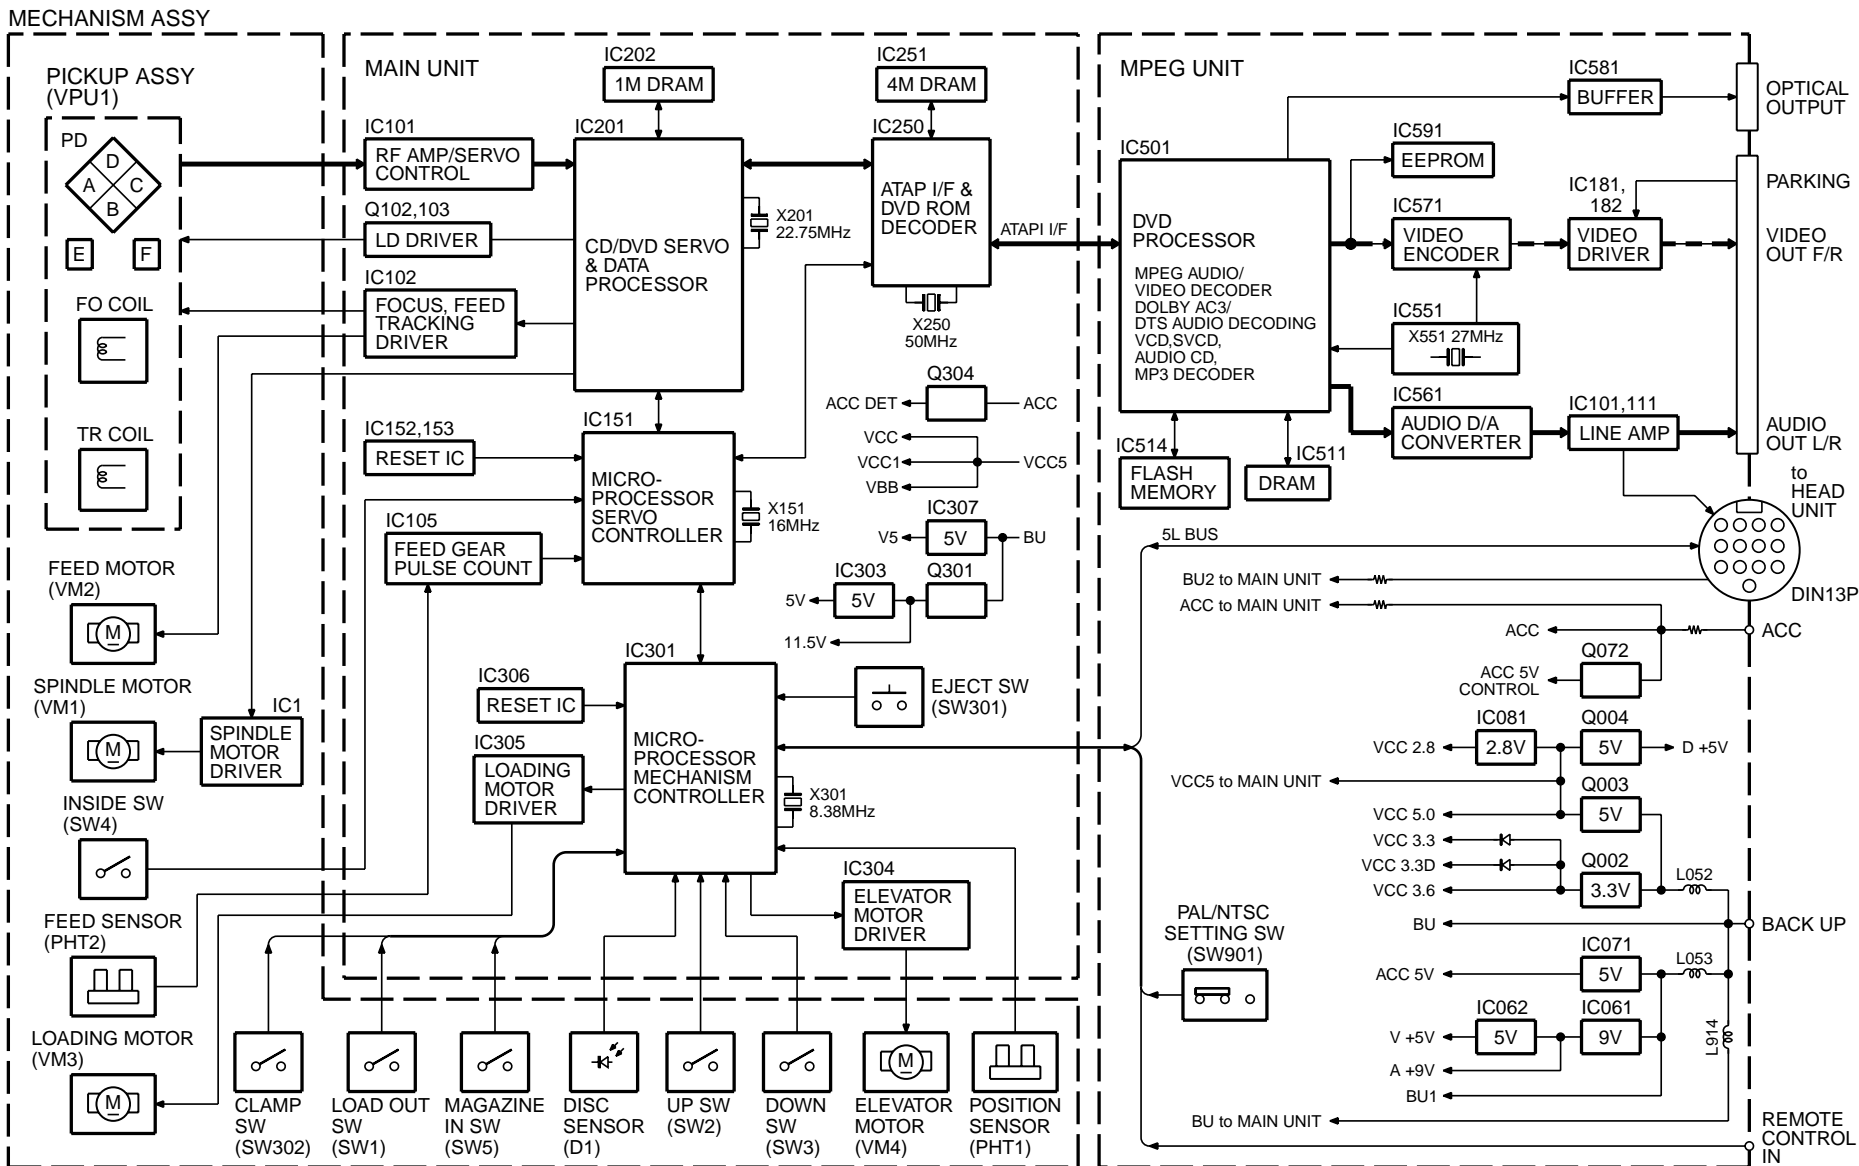 MECHANISM ASSY
PICKUP ASSY
(VPU1)
PD
D
A
C
B
E
F
FO COIL
TR COIL
FEED MOTOR
(VM2)
M
SPINDLE MOTOR
(VM1)
M
IC1
SPINDLE
MOTOR
DRIVER
INSIDE SW
(SW4)
FEED SENSOR
(PHT2)
LOADING MOTOR
(VM3)
M
MAIN UNIT
IC202
1M DRAM
IC251
4M DRAM
IC101
RF AMP/SERVO
CONTROL
IC201
CD/DVD SERVO
& DATA
PROCESSOR
IC250
ATAP I/F &
DVD ROM
DECODER
X201
22.75MHz
Q102,103
LD DRIVER
IC102
FOCUS, FEED
TRACKING
DRIVER
X250
50MHz
ATAPI I/F
Q304
ACC DET
ACC
VCC
VCC1
VCC5
VBB
IC152,153
RESET IC
IC151
MICRO-
PROCESSOR
SERVO
CONTROLLER
X151
16MHz
IC105
FEED GEAR
PULSE COUNT
IC307
V5
5V
BU
IC303
Q301
5V
5V
11.5V
IC301
MICRO-
PROCESSOR
MECHANISM
CONTROLLER
IC306
RESET IC
EJECT SW
(SW301)
IC305
LOADING
MOTOR
DRIVER
X301
8.38MHz
IC304
ELEVATOR
MOTOR
DRIVER
CLAMP
SW
(SW302)
LOAD OUT
SW
(SW1)
MAGAZINE
IN SW
(SW5)
DISC
SENSOR
(D1)
UP SW
(SW2)
DOWN
SW
(SW3)
M
ELEVATOR
MOTOR
(VM4)
POSITION
SENSOR
(PHT1)
MPEG UNIT
IC501
DVD
PROCESSOR
MPEG AUDIO/
VIDEO DECODER
DOLBY AC3/
DTS AUDIO DECODING
VCD,SVCD,
AUDIO CD,
MP3 DECODER
IC581
BUFFER
OPTICAL
OUTPUT
IC591
EEPROM
IC181,
182
PARKING
IC571
VIDEO
ENCODER
VIDEO
DRIVER
VIDEO
OUT F/R
IC551
X551 27MHz
IC561
AUDIO D/A
CONVERTER
IC101,111
LINE AMP
AUDIO
OUT L/R
IC514
FLASH
MEMORY
IC511
DRAM
to
HEAD
UNIT
5L BUS
BU2 to MAIN UNIT
DIN13P
ACC to MAIN UNIT
ACC
ACC
Q072
ACC 5V
CONTROL
IC081
Q004
VCC 2.8
2.8V
5V
D +5V
VCC5 to MAIN UNIT
Q003
VCC 5.0
5V
VCC 3.3
VCC 3.3D
Q002
L052
VCC 3.6
3.3V
PAL/NTSC
SETTING SW
(SW901)
BU
BACK UP
IC071
L053
ACC 5V
5V
IC062
IC061
V +5V
5V
9V
L914
A +9V
BU1
BU to MAIN UNIT
REMOTE
CONTROL
IN